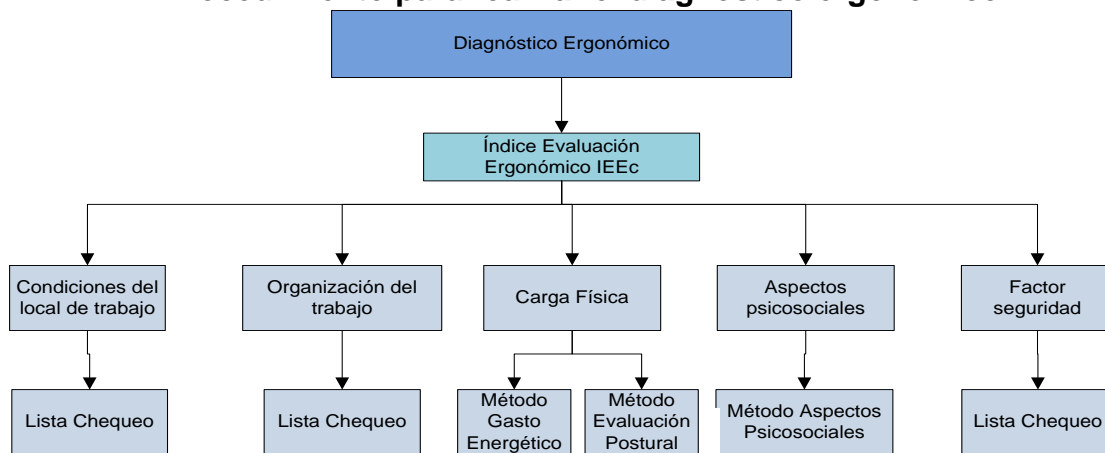 Diagnóstico Ergonómico
Índice Evaluación
Ergonómico IEEc
Condiciones del
local de trabajo
Organización del
trabajo
Carga Física
Aspectos
psicosociales
Factor
seguridad
Lista Chequeo
Lista Chequeo
Método
Gasto
Energético
Método
Evaluación
Postural
Método Aspectos
Psicosociales
Lista Chequeo